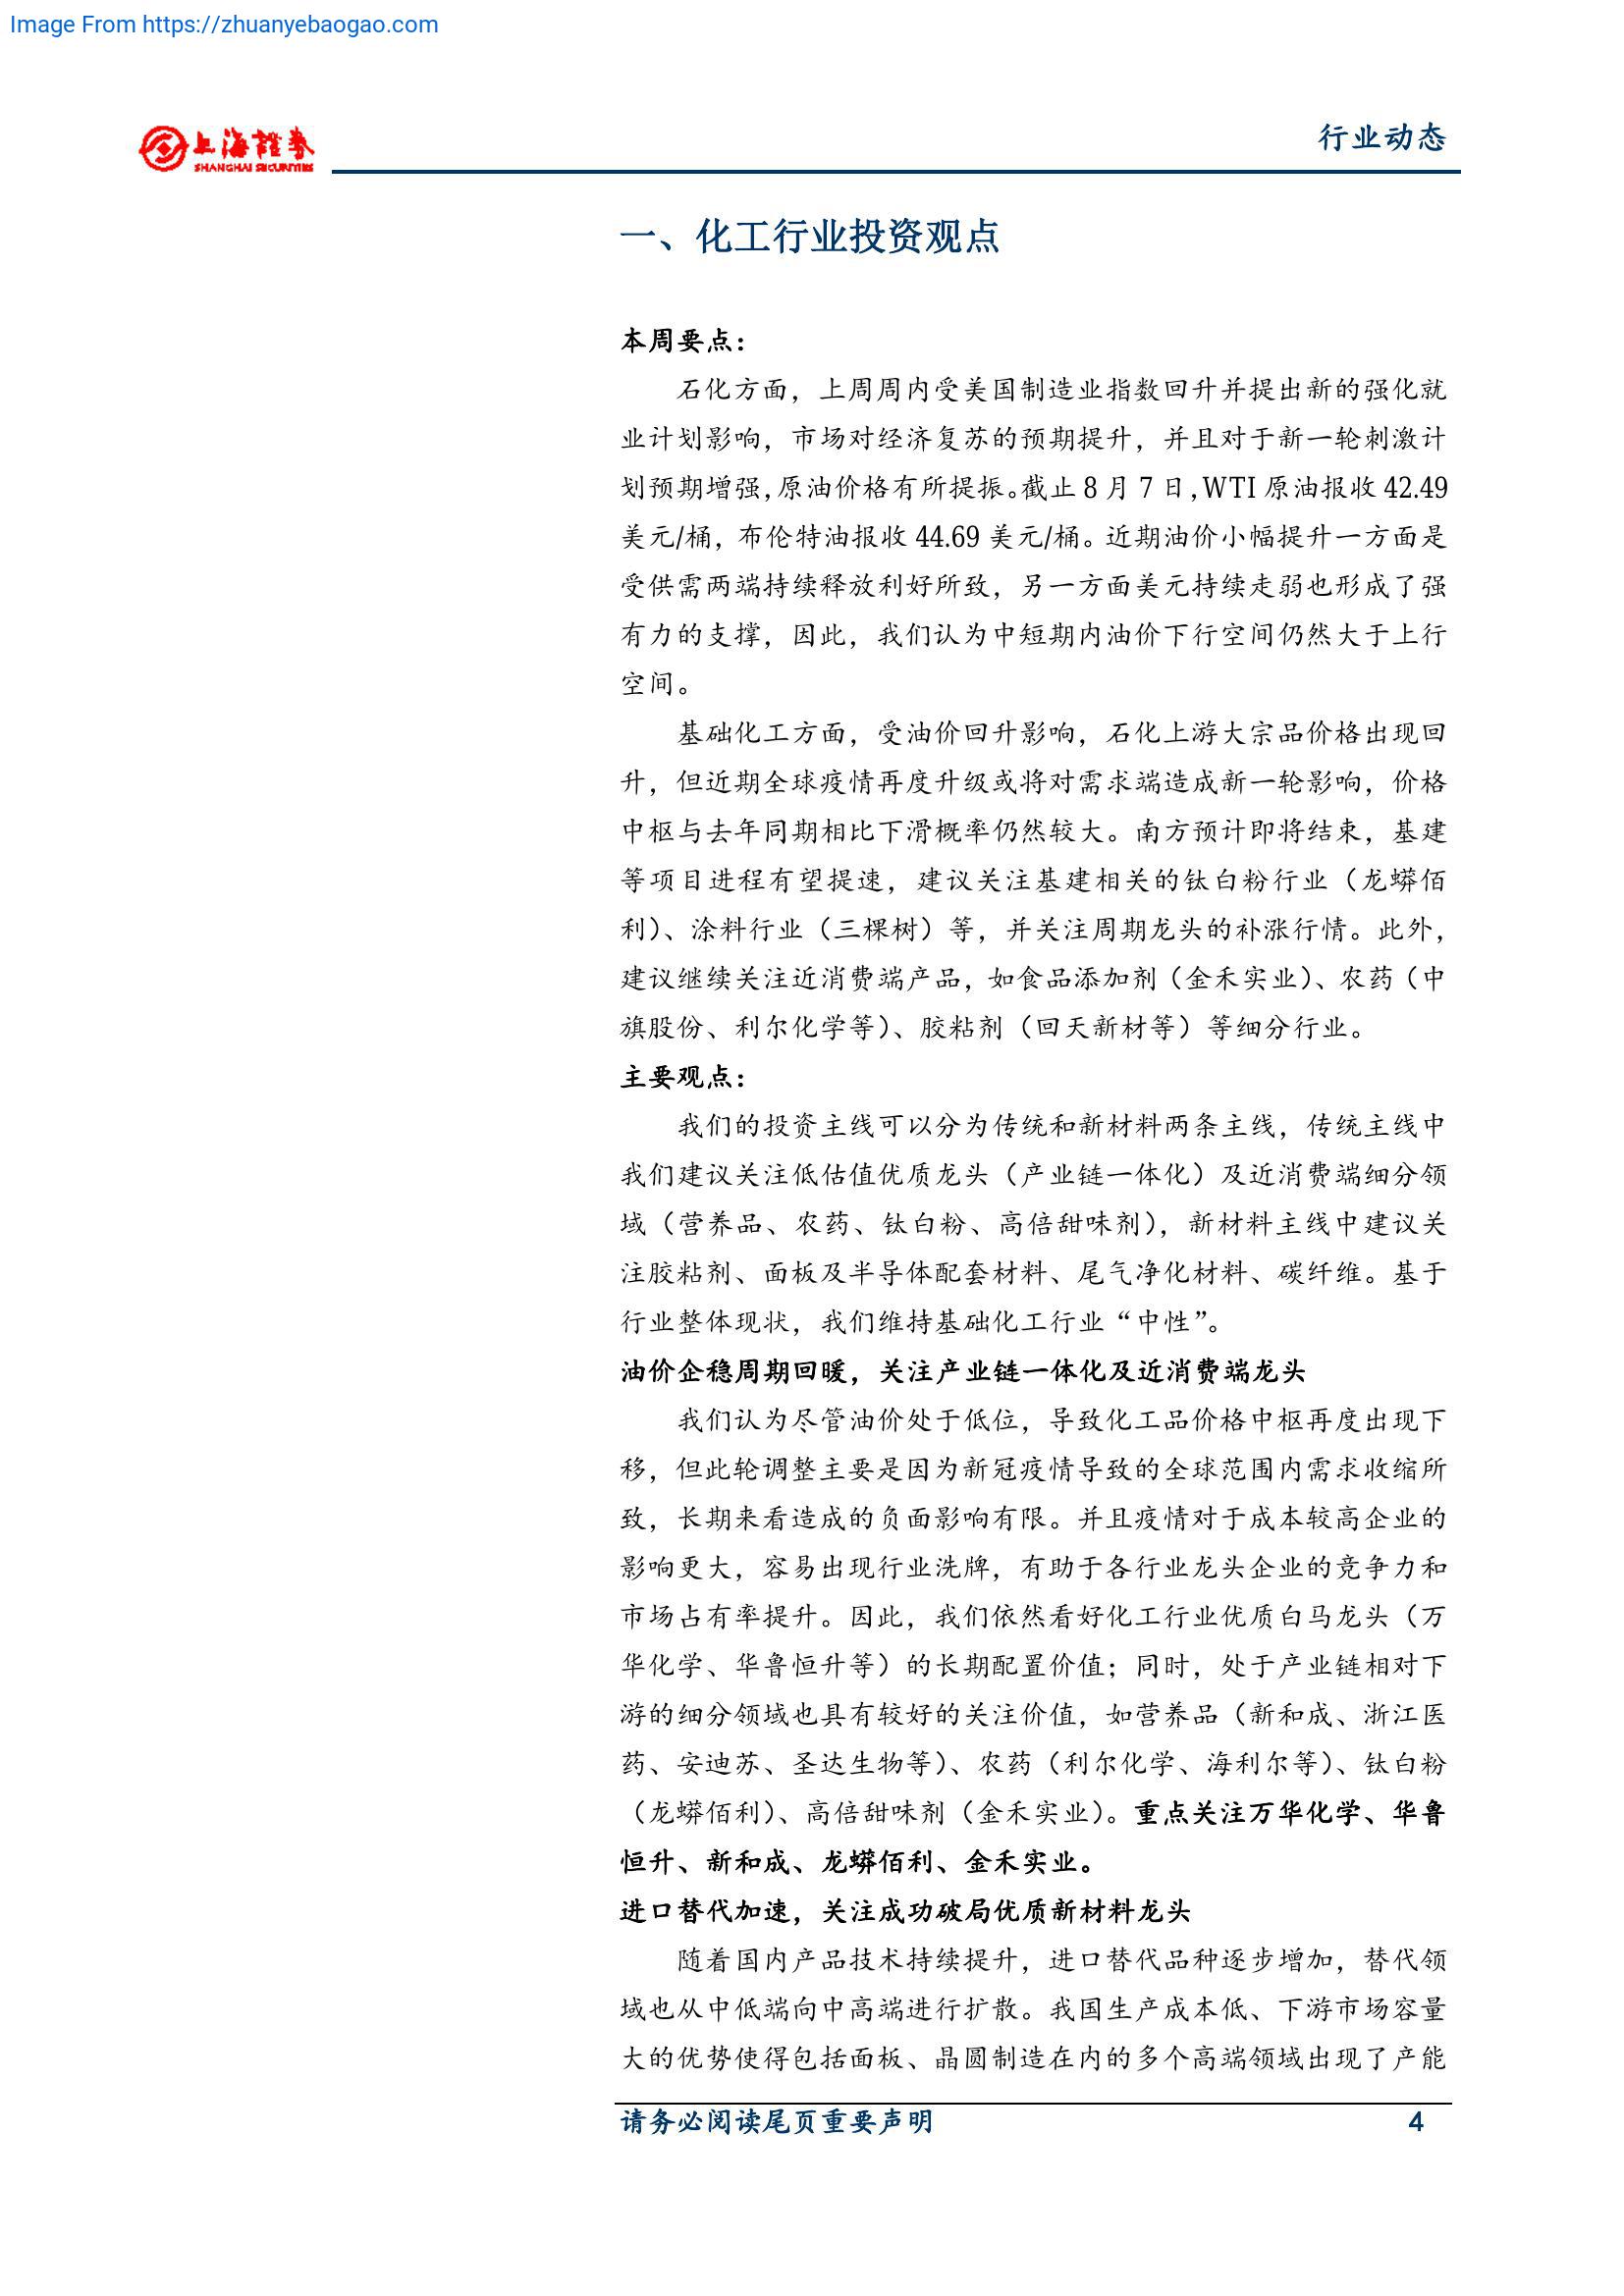 Image From https://zhuanyebaogao.com
上海證券
SHANGHAI SECURITIES
行业动态
一、化工行业投资观点
本周要点：
石化方面，上周周内受美国制造业指数回升并提出新的强化就
业计划影响，市场对经济复苏的预期提升，并且对于新一轮刺激计
划预期增强，原油价格有所提振。截止 8 月 7 日，WTI 原油报收 42.49
美元/桶，布伦特油报收 44.69 美元/桶。近期油价小幅提升一方面是
受供需两端持续释放利好所致，另一方面美元持续走弱也形成了强
有力的支撑，因此，我们认为中短期内油价下行空间仍然大于上行
空间。
基础化工方面，受油价回升影响，石化上游大宗品价格出现回
升，但近期全球疫情再度升级或将对需求端造成新一轮影响，价格
中枢与去年同期相比下滑概率仍然较大。南方预计即将结束，基建
等项目进程有望提速，建议关注基建相关的钛白粉行业（龙蟒佰
利）、涂料行业（三棵树）等，并关注周期龙头的补涨行情。此外，
建议继续关注近消费端产品，如食品添加剂（金禾实业）、农药（中
旗股份、利尔化学等）、胶粘剂（回天新材等）等细分行业。
主要观点：
我们的投资主线可以分为传统和新材料两条主线，传统主线中
我们建议关注低估值优质龙头（产业链一体化）及近消费端细分领
域（营养品、农药、钛白粉、高倍甜味剂），新材料主线中建议关
注胶粘剂、面板及半导体配套材料、尾气净化材料、碳纤维。基于
行业整体现状，我们维持基础化工行业“中性”。
油价企稳周期回暖，关注产业链一体化及近消费端龙头
我们认为尽管油价处于低位，导致化工品价格中枢再度出现下
移，但此轮调整主要是因为新冠疫情导致的全球范围内需求收缩所
致，长期来看造成的负面影响有限。并且疫情对于成本较高企业的
影响更大，容易出现行业洗牌，有助于各行业龙头企业的竞争力和
市场占有率提升。因此，我们依然看好化工行业优质白马龙头（万
华化学、华鲁恒升等）的长期配置价值；同时，处于产业链相对下
游的细分领域也具有较好的关注价值，如营养品（新和成、浙江医
药、安迪苏、圣达生物等）、农药（利尔化学、海利尔等）、钛白粉
（龙蟒佰利）、高倍甜味剂（金禾实业）。重点关注万华化学、华鲁
恒升、新和成、龙蟒佰利、金禾实业。
进口替代加速，关注成功破局优质新材料龙头
随着国内产品技术持续提升，进口替代品种逐步增加，替代领
域也从中低端向中高端进行扩散。我国生产成本低、下游市场容量
大的优势使得包括面板、晶圆制造在内的多个高端领域出现了产能
请务必阅读尾页重要声明
4